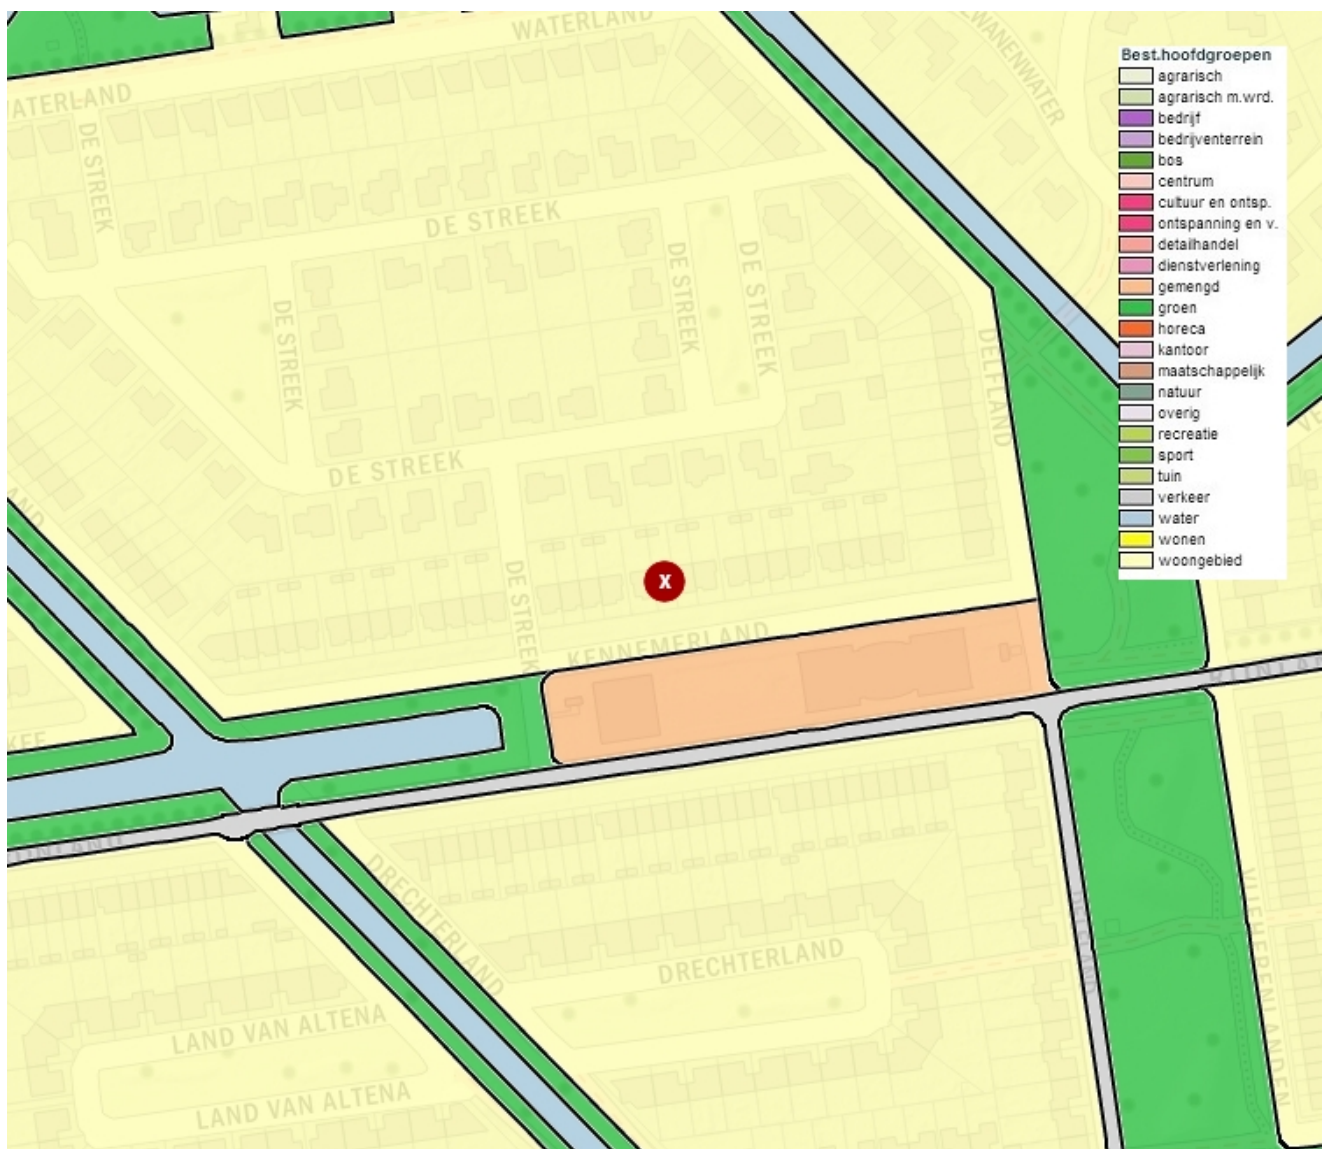 WATERLAND
WATERLAND
DE STREEK
DE STREEK
DE STREEK
DE STREEK
DE STREEK
DE STREEK
DE STREEK
DELFLAND
KENNEMERLAND
X
DRECHTERLAND
DRECHTERLAND
LAND VAN ALTENA
LAND VAN ALTENA
Best.hoofdgroepen
agrarisch
agrarisch m.wrd.
bedrijf
bedrijventerrein
bos
centrum
cultuur en ontsp.
ontspanning en v.
detailhandel
dienstverlening
gemengd
groen
horeca
kantoor
maatschappelijk
natuur
overig
recreatie
sport
tuin
verkeer
water
wonen
woongebied